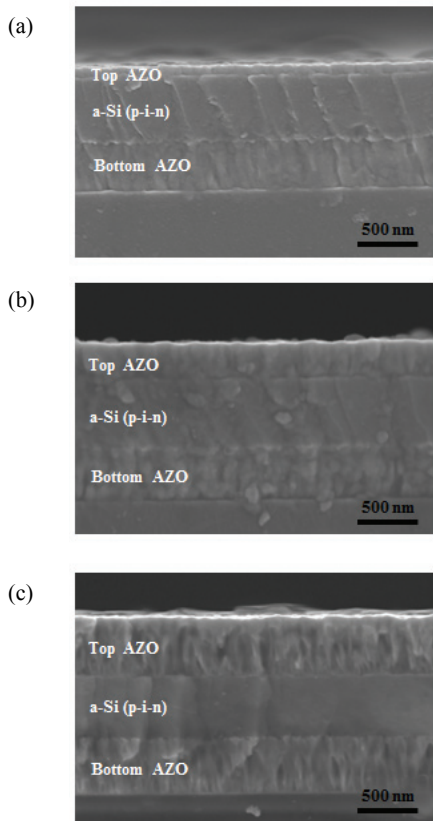 (a)
Top AZO
a-Si (p-i-n)
Bottom AZO
500 nm
(b)
Top AZO
a-Si (p-i-n)
Bottom AZO
500 nm
(c)
Top AZO
a-Si (p-i-n)
Bottom AZO
500 nm